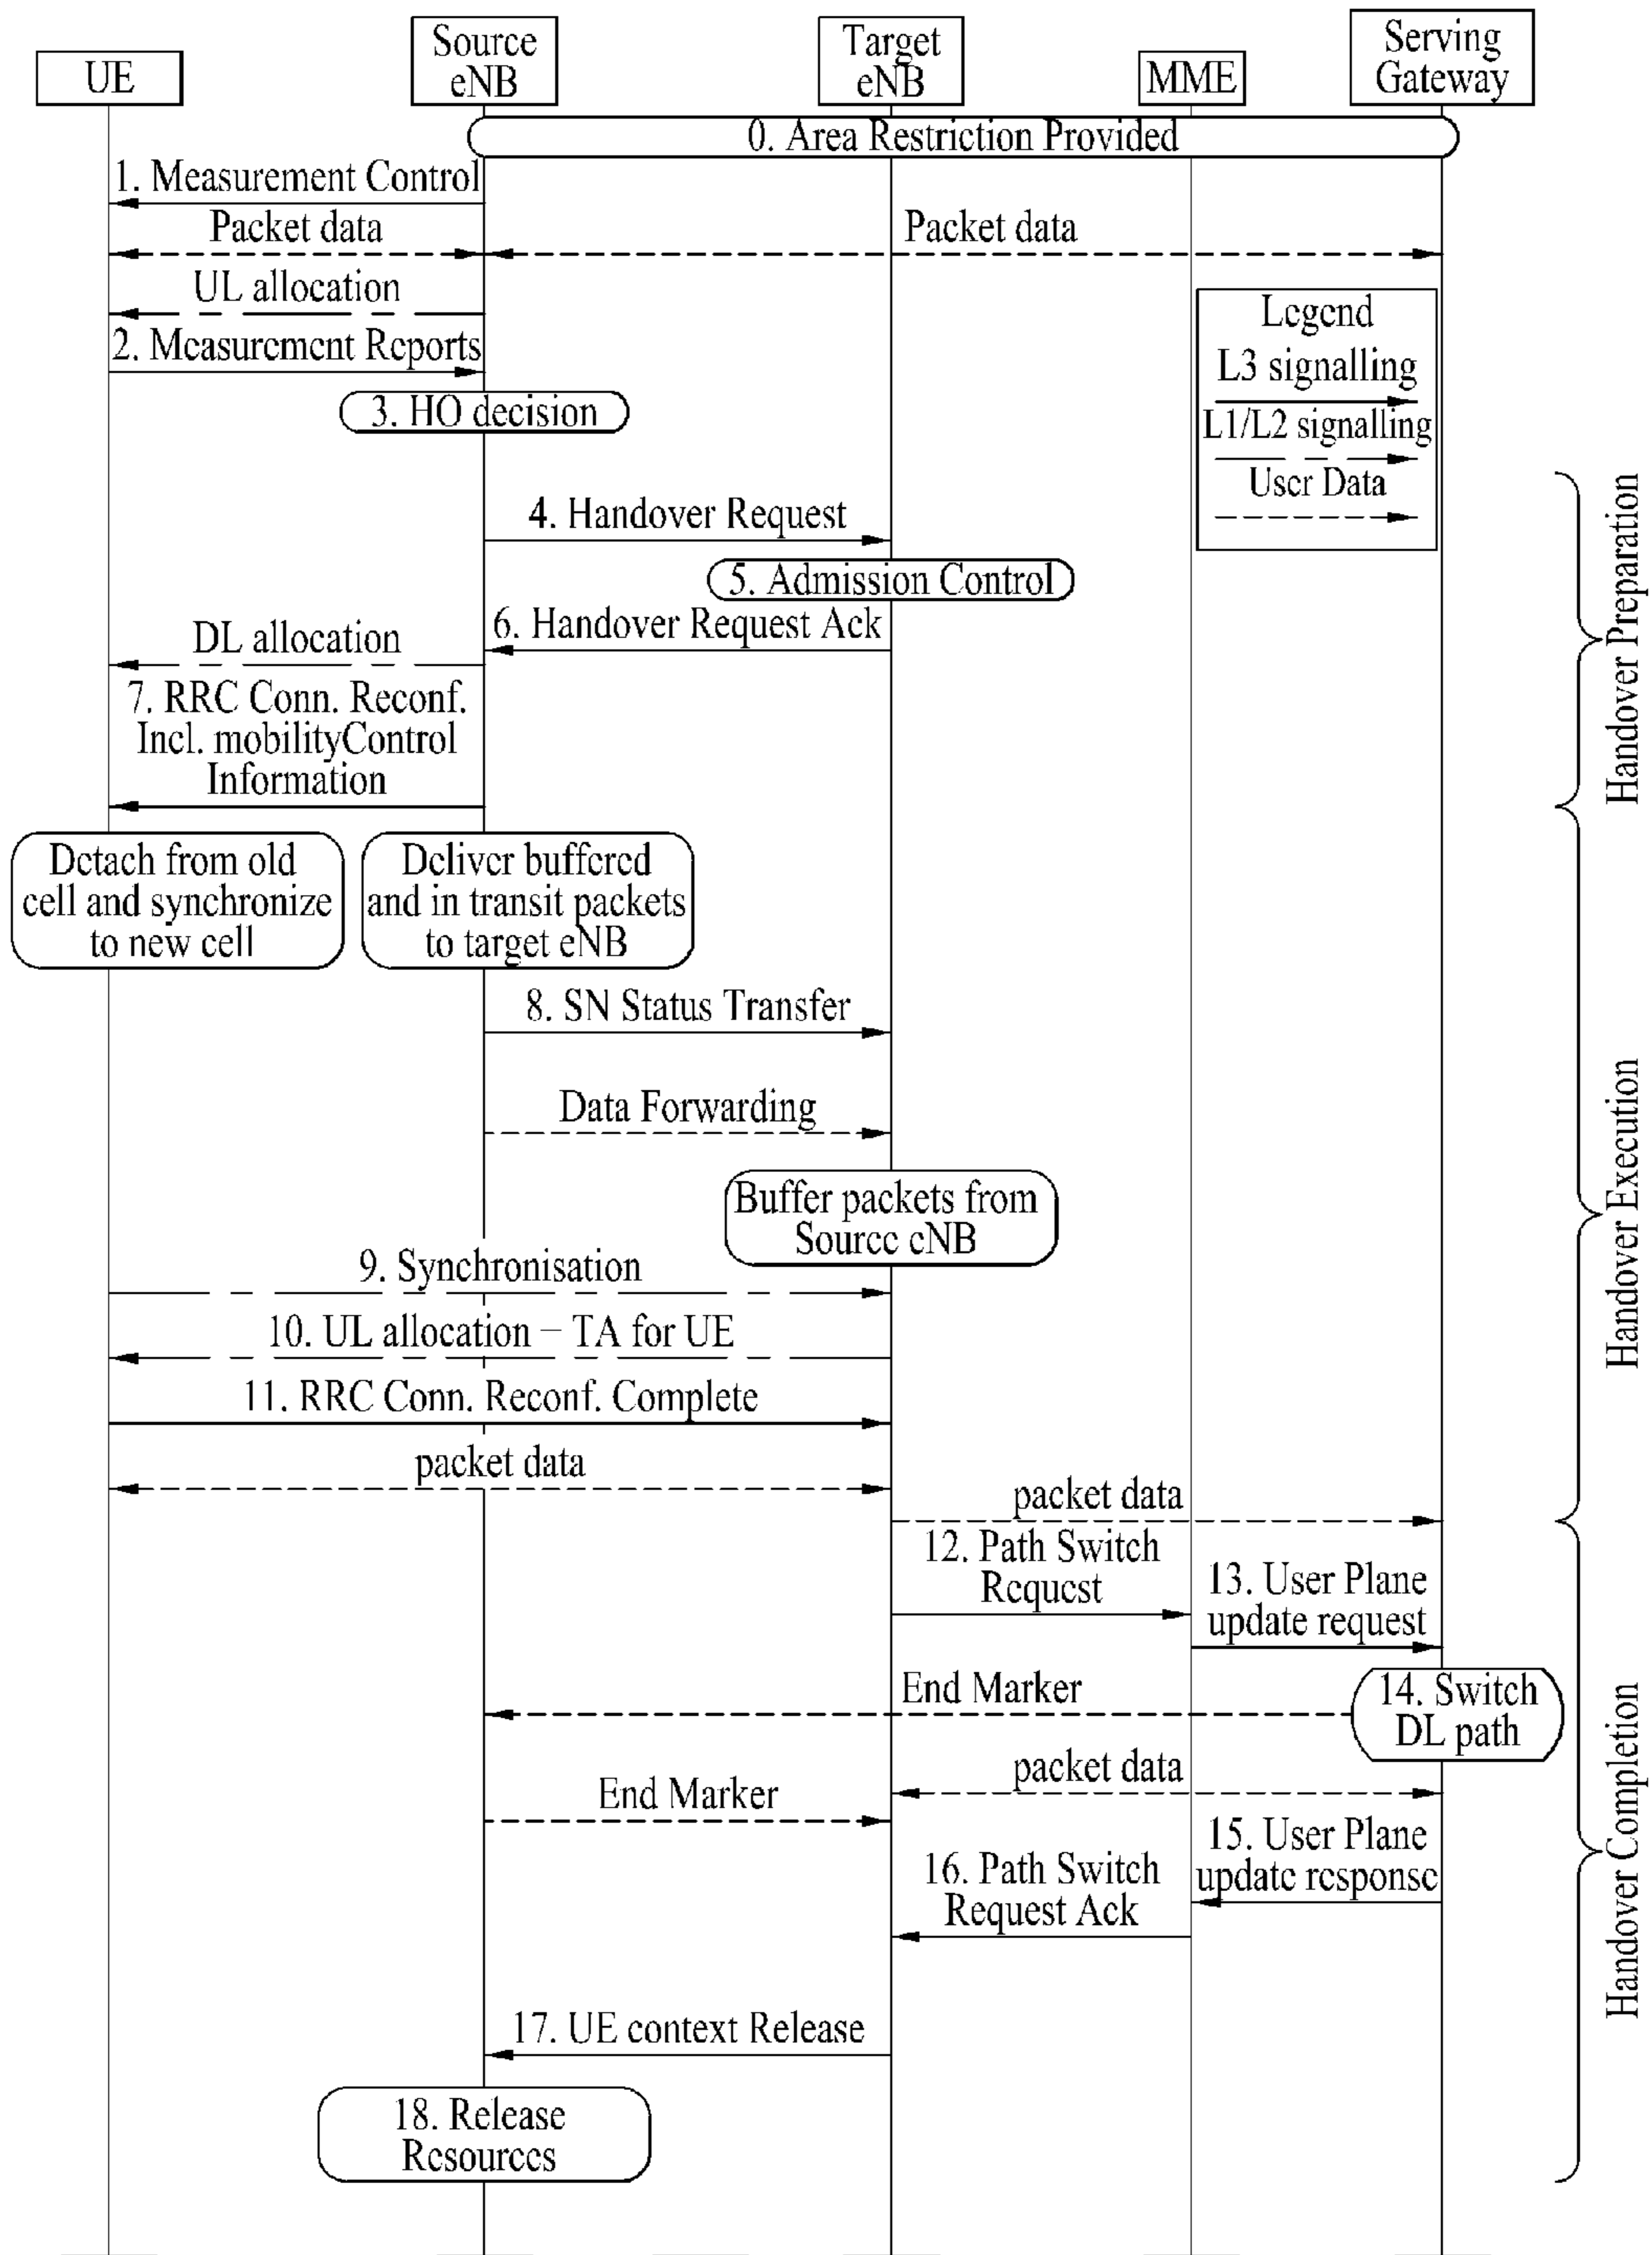 UE
Source
eNB
Target
eNB
MME
Serving
Gateway
0. Area Restriction Provided
1. Measurement Control
Packet data
Packet data
UL allocation
2. Measurement Reports
Legend
L3 signalling
L1/L2 signalling
User Data
3. HO decision
4. Handover Request
5. Admission Control
6. Handover Request Ack
DL allocation
7. RRC Conn. Reconf.
Incl. mobilityControl
Information
Handover Preparation
Detach from old
cell and synchronize
to new cell
Deliver buffered
and in transit packets
to target eNB
8. SN Status Transfer
Data Forwarding
Buffer packets from
Source eNB
9. Synchronisation
10. UL allocation − TA for UE
11. RRC Conn. Reconf. Complete
packet data
packet data
Handover Execution
12. Path Switch
Request
13. User Plane
update request
End Marker
14. Switch
DL path
packet data
End Marker
15. User Plane
update response
16. Path Switch
Request Ack
17. UE context Release
18. Release
Resources
Handover Completion